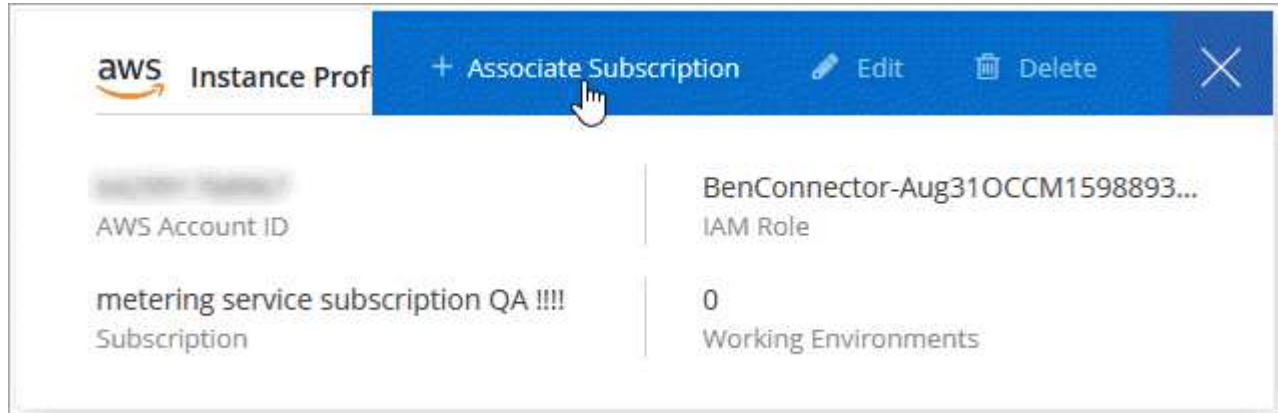 aws Instance Prof
+ Associate Subscription Edit Delete
AWS Account ID
BenConnector-Aug31OCCM1598893...
IAM Role
metering service subscription QA !!!!
Subscription
0
Working Environments